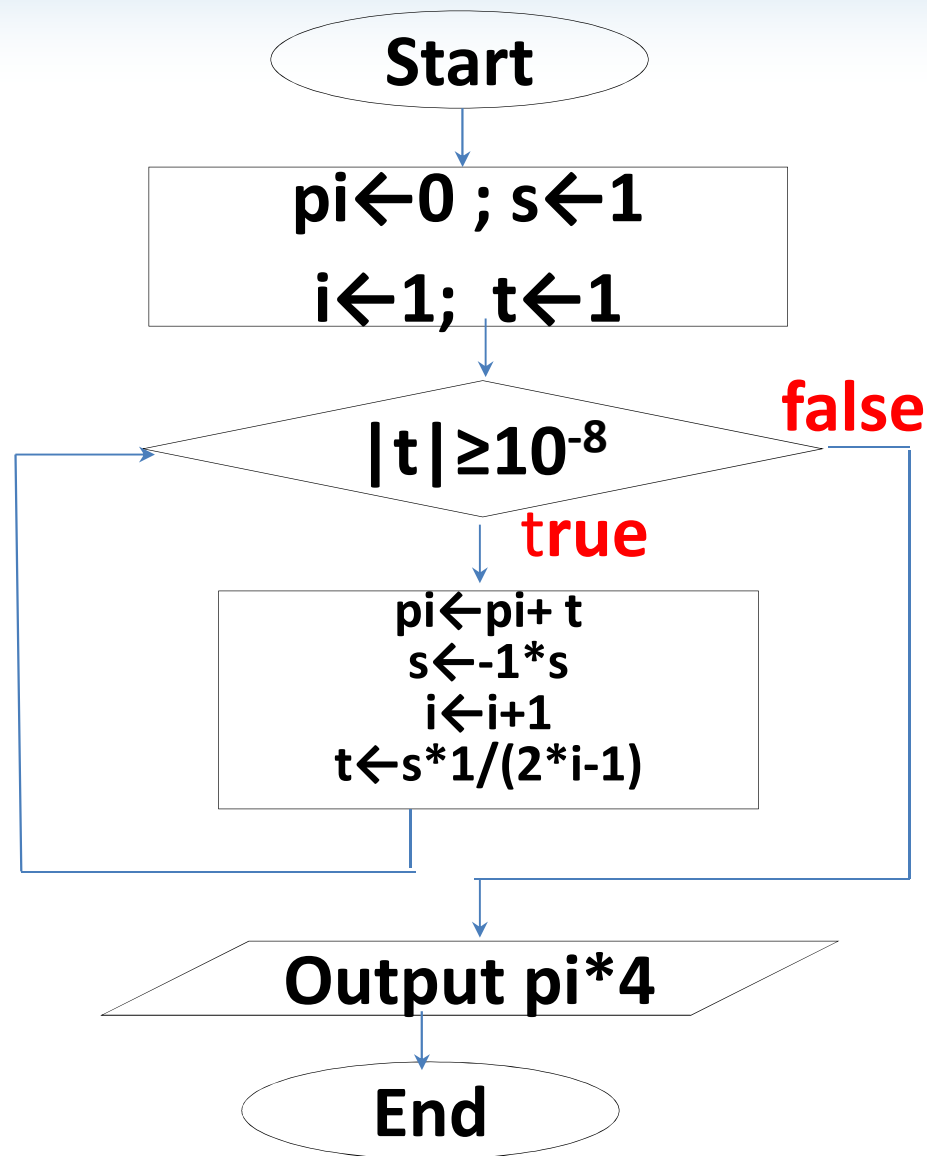 Start
pi←0 ; s←1
i←1; t←1
|t|≥10⁻⁸
false
true
pi←pi+ t
s←-1*s
i←i+1
t←s*1/(2*i-1)
Output pi*4
End